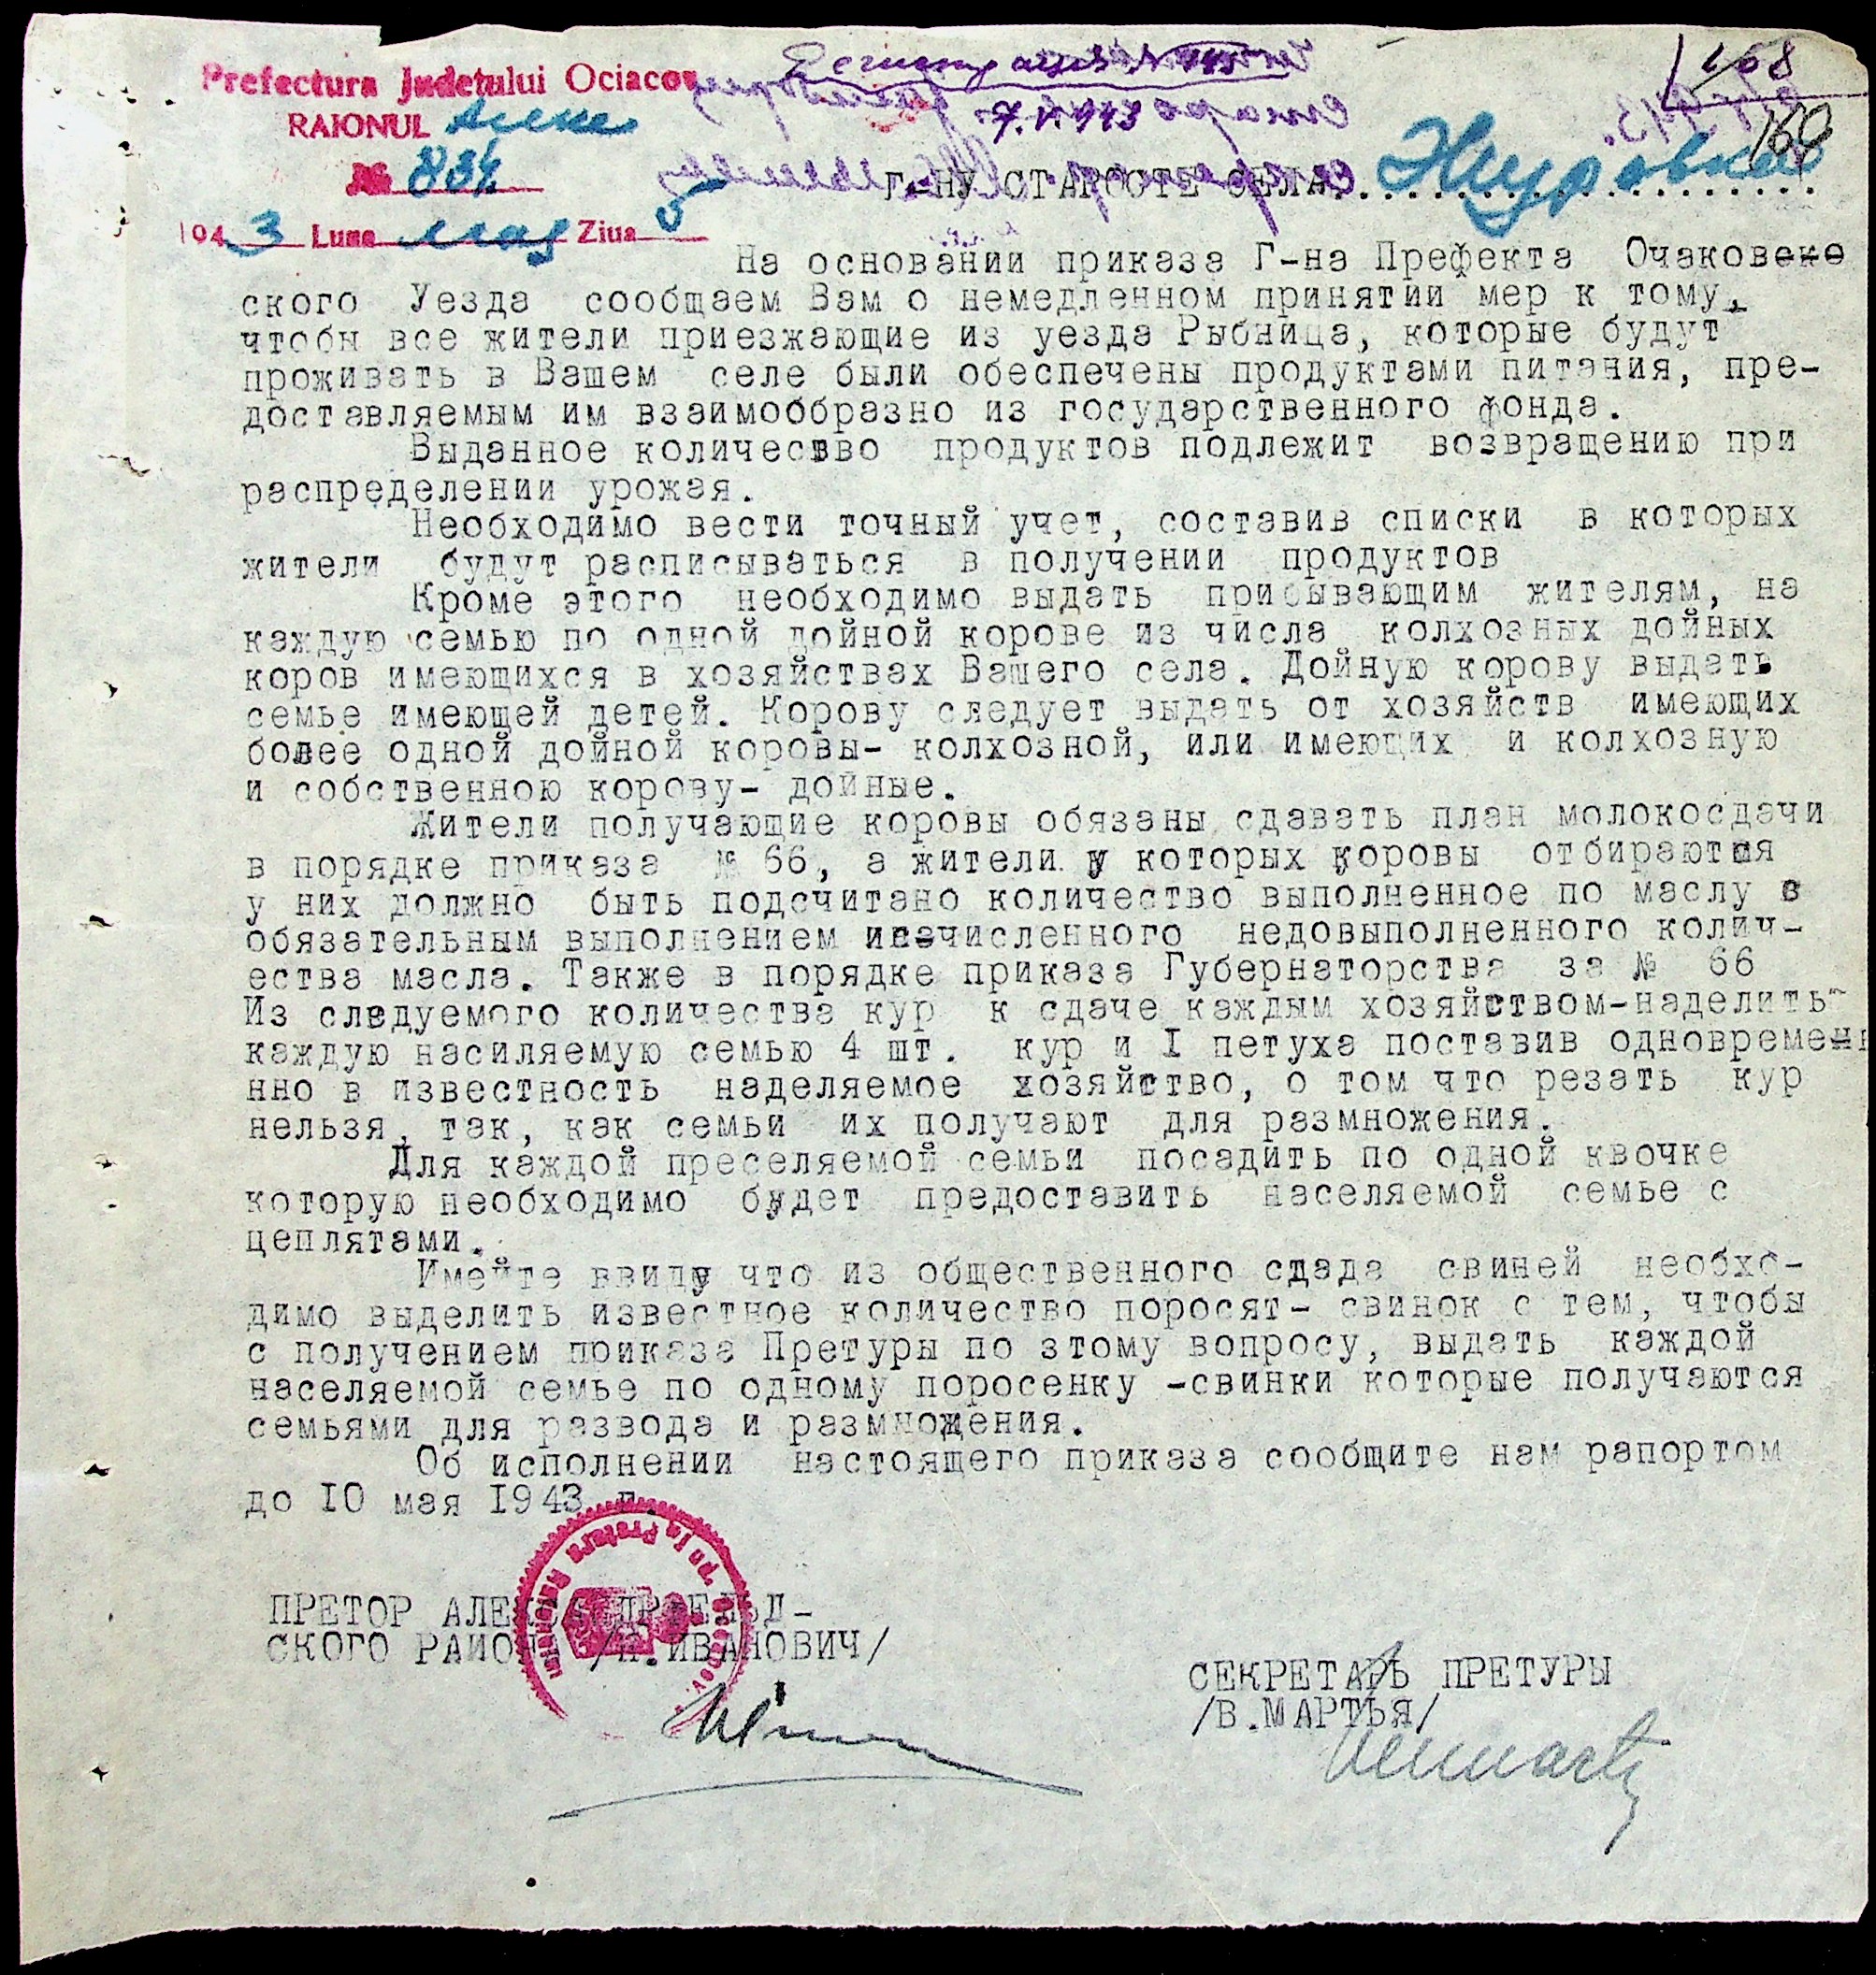 Prefectura Județului Ociacov
RAIONUL
№ 834
1943 Luna май Ziua 5
7.V.1943
168
160
Г-НУ СТАРОСТЕ СЕЛА Журовка
На основании приказа Г-на Префекта Очаковско
ского Уезда сообщаем Вам о немедленном принятии мер к тому,
чтобы все жители приезжающие из уезда Рыбница, которые будут
проживать в Вашем селе были обеспечены продуктами питания, пре-
доставляемым им взаимообразно из государственного фонда.
Выданное количество продуктов подлежит возвращению при
распределении урожая.
Необходимо вести точный учет, составив списки в которых
жители будут расписываться в получении продуктов
Кроме этого необходимо выдать прибывающим жителям, на
каждую семью по одной дойной корове из числа колхозных дойных
коров имеющихся в хозяйствах Вашего села. Дойную корову выдать
семье имеющей детей. Корову следует выдать от хозяйств имеющих
более одной дойной коровы- колхозной, или имеющих и колхозную
и собственною корову- дойные.
Жители получающие коровы обязаны сдавать план молокосдачи
в порядке приказа № 66, а жители у которых коровы отбираются
у них должно быть подсчитано количество выполненное по маслу с
обязательным выполнением исчисленного недовыполненного колич-
ества масла. Также в порядке приказа Губернаторства за № 66
Из следуемого количества кур к сдаче каждым хозяйством-наделить
каждую насиляемую семью 4 шт. кур и I петуха поставив одновремен
нно в известность наделяемое хозяйство, о том что резать кур
нельзя, так, как семьи их получают для размножения.
Для каждой преселяемой семьи посадить по одной квочке
которую необходимо будет предоставить населяемой семье с
цеплятами.
Имейте ввиду что из общественного стада свиней необхо-
димо выделить известное количество поросят- свинок с тем, чтобы
с получением приказа Претуры по этому вопросу, выдать каждой
населяемой семье по одному поросенку -свинки которые получаются
семьями для развода и размножения.
Об исполнении настоящего приказа сообщите нам рапортом
до IO мая I943 г.
ПРЕТОР АЛЕКСАНДРФЕЛЬД-
СКОГО РАЙОНА /П.ИВАНОВИЧ/
СЕКРЕТАРЬ ПРЕТУРЫ
/В.МАРТЬЯ/